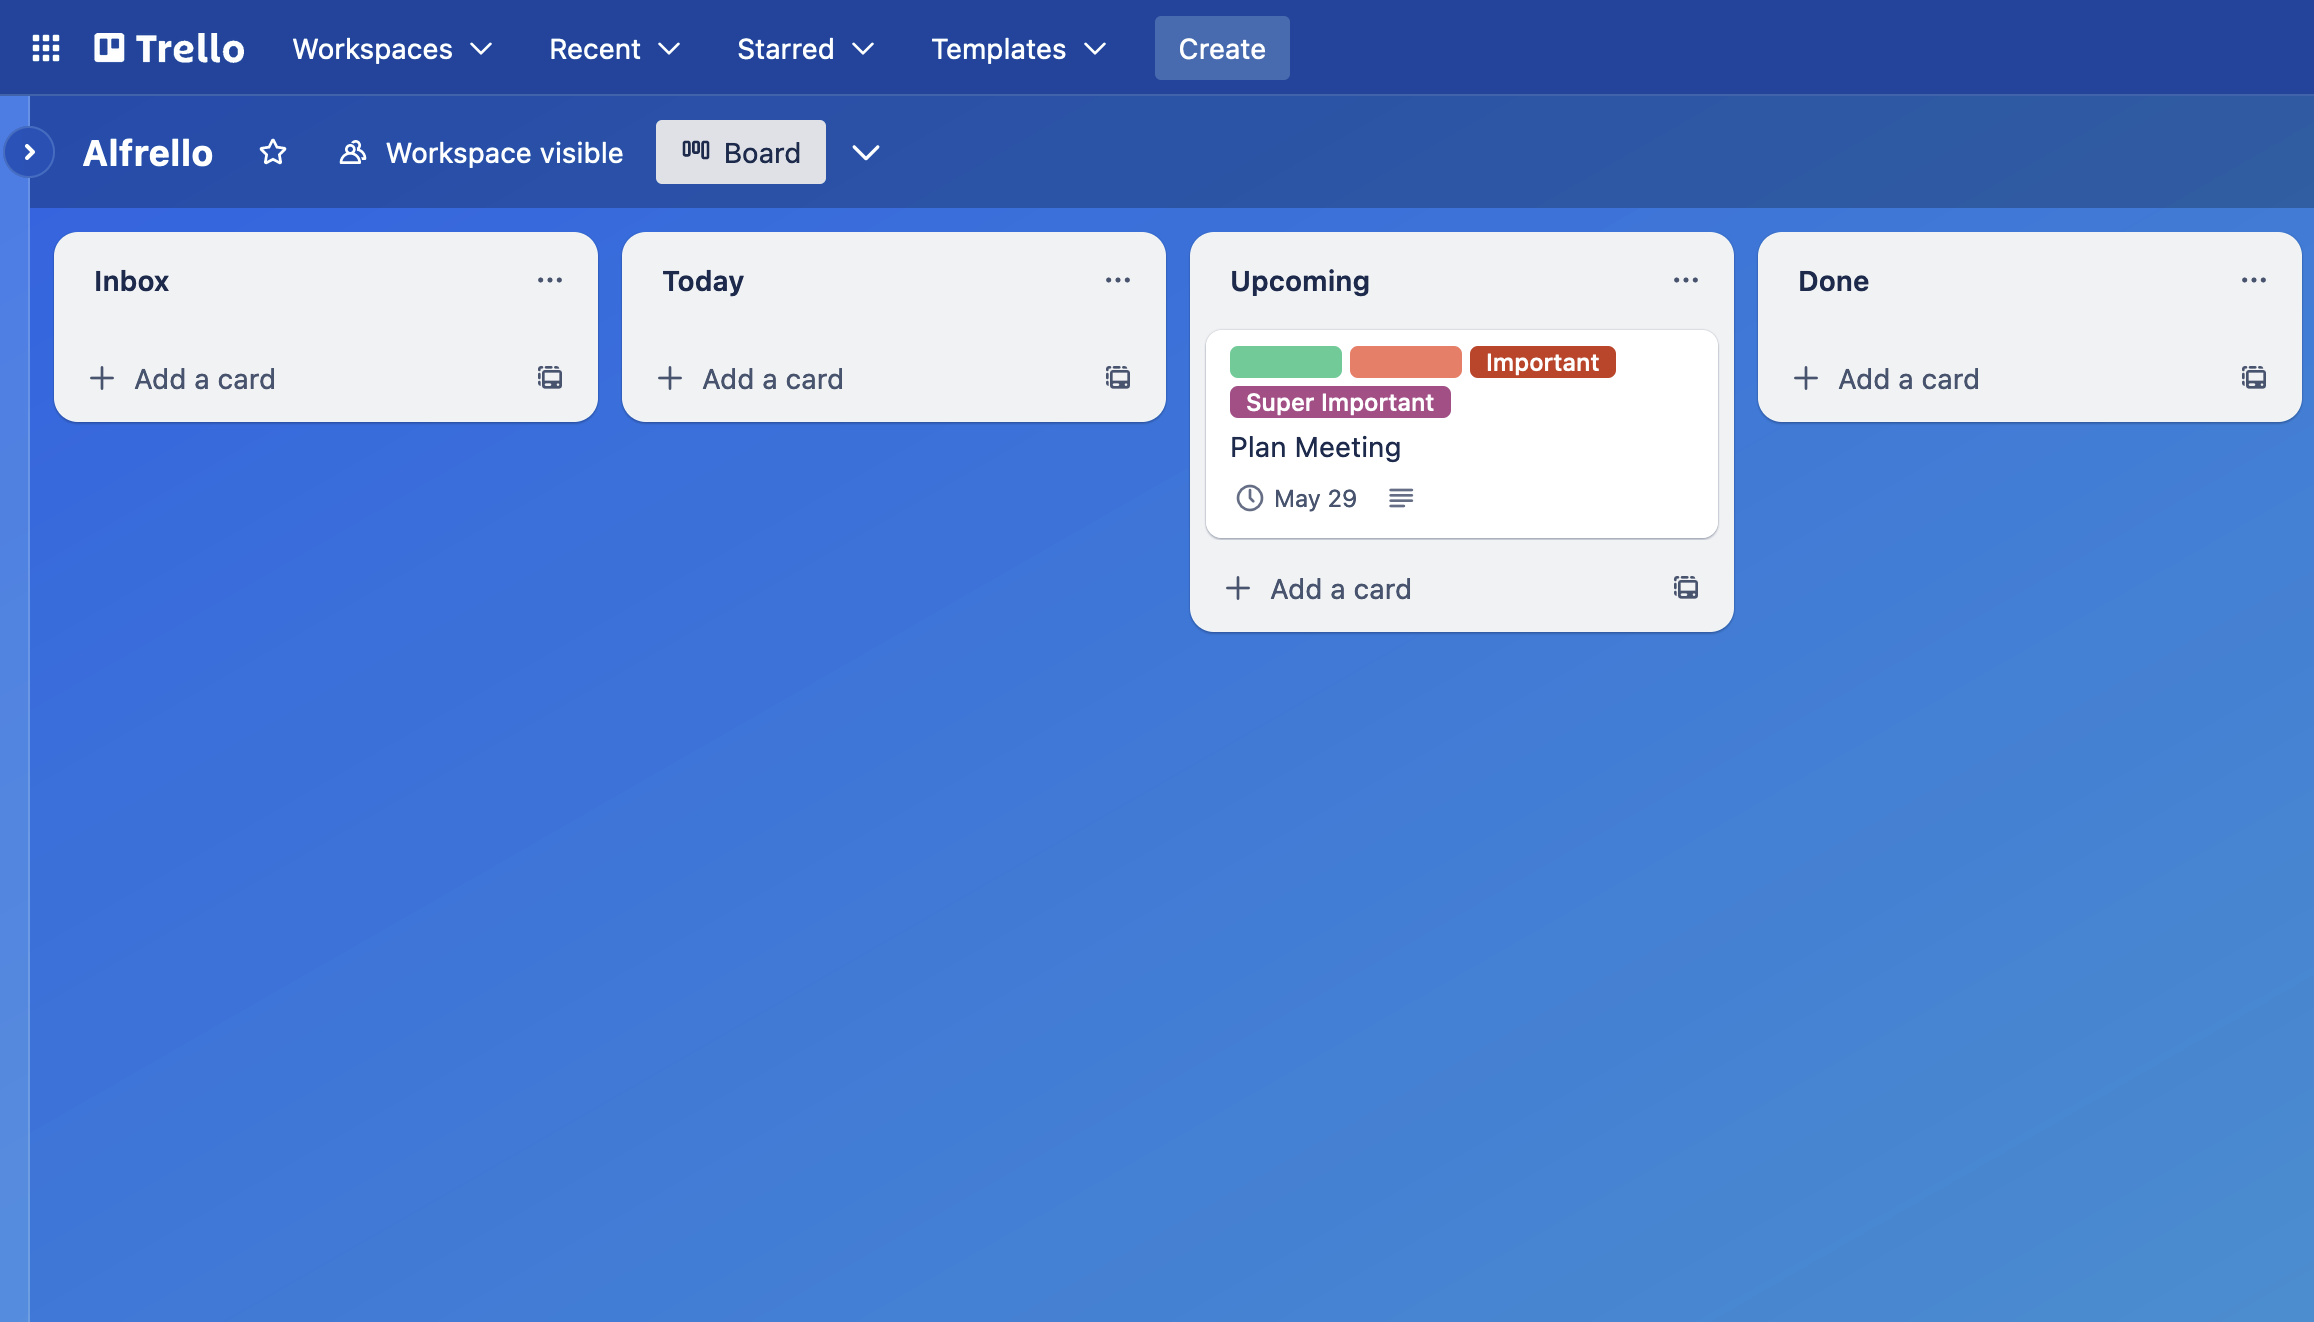 Trello Workspaces Recent Starred Templates Create
Alfrello Workspace visible Board
Inbox
Add a card
Today
Add a card
Upcoming
Important
Super Important
Plan Meeting
May 29
Add a card
Done
Add a card